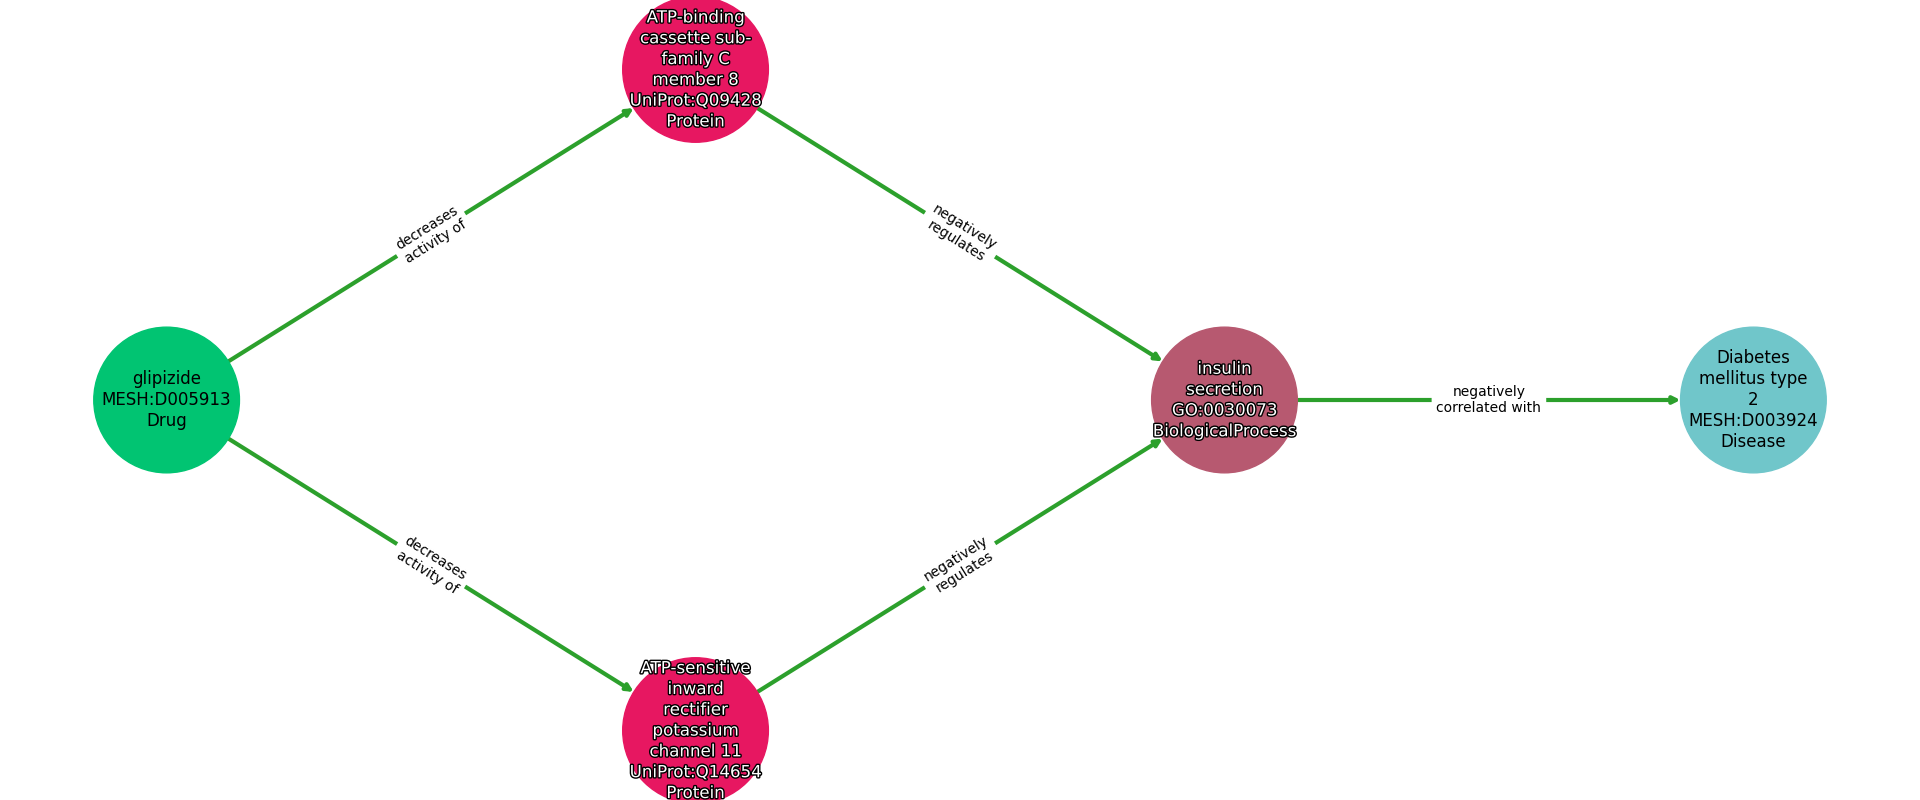 ATP-binding
cassette sub-
family C
member 8
UniProt:Q09428
Protein
decreases
activity of
negatively
regulates
glipizide
MESH:D005913
Drug
insulin
secretion
GO:0030073
BiologicalProcess
negatively
correlated with
Diabetes
mellitus type
2
MESH:D003924
Disease
decreases
activity of
negatively
regulates
ATP-sensitive
inward
rectifier
potassium
channel 11
UniProt:Q14654
Protein